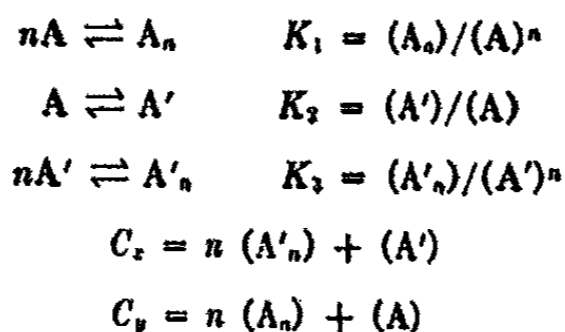 nA ⇌ Aₙ K₁ = (Aₙ)/(A)ⁿ
A ⇌ A' K₂ = (A')/(A)
nA' ⇌ A'ₙ K₃ = (A'ₙ)/(A')ⁿ
Cₓ = n (A'ₙ) + (A')
Cᵧ = n (Aₙ) + (A)